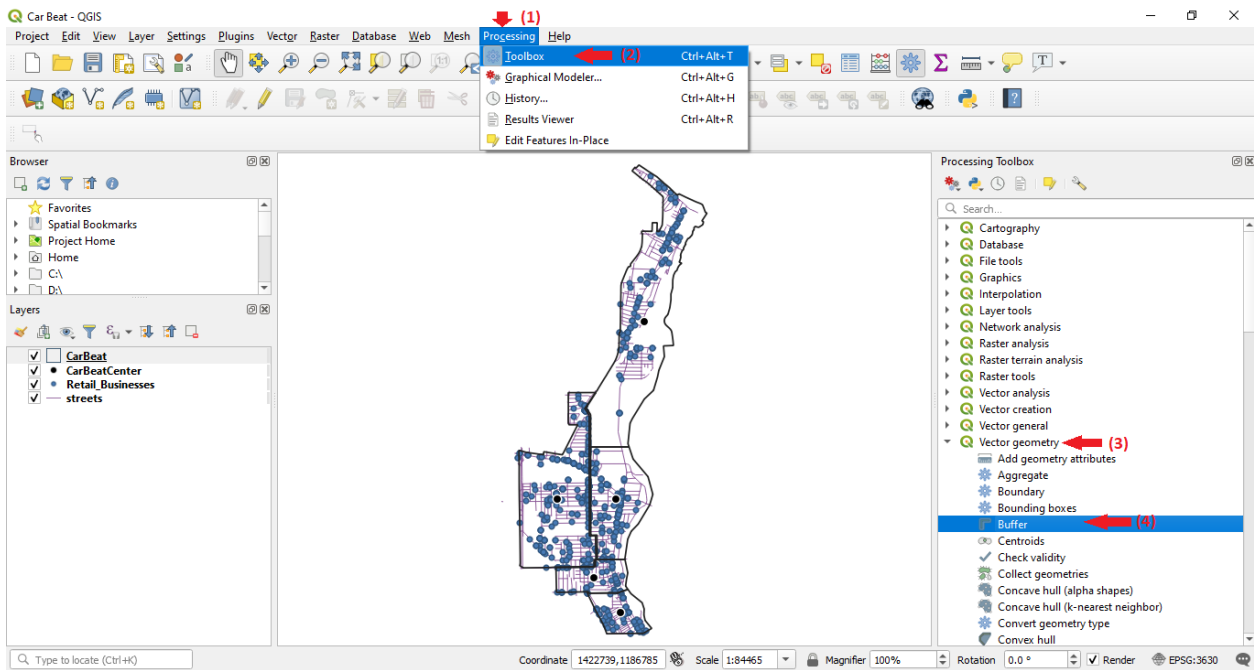 Car Beat - QGIS
(1)
Project Edit View Layer Settings Plugins Vector Raster Database Web Mesh Processing Help
Toolbox (2) Ctrl+Alt+T
Graphical Modeler... Ctrl+Alt+G
History... Ctrl+Alt+H
Results Viewer Ctrl+Alt+R
Edit Features In-Place
Browser
Favorites
Spatial Bookmarks
Project Home
Home
C:\
D:\
Layers
CarBeat
CarBeatCenter
Retail_Businesses
streets
Processing Toolbox
Search...
Cartography
Database
File tools
Graphics
Interpolation
Layer tools
Network analysis
Raster analysis
Raster terrain analysis
Raster tools
Vector analysis
Vector creation
Vector general
Vector geometry (3)
Add geometry attributes
Aggregate
Boundary
Bounding boxes
Buffer (4)
Centroids
Check validity
Collect geometries
Concave hull (alpha shapes)
Concave hull (k-nearest neighbor)
Convert geometry type
Convex hull
Type to locate (Ctrl+K) Coordinate 1422739,1186785 Scale 1:84465 Magnifier 100% Rotation 0.0 ° Render EPSG:3630